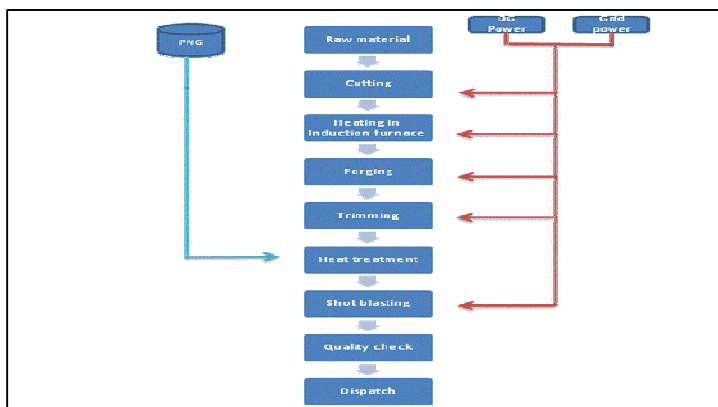 PNG
Raw material
DG
Power
Grid
power
Cutting
Heating in
Induction furnace
Forging
Trimming
Heat treatment
Shot blasting
Quality check
Dispatch